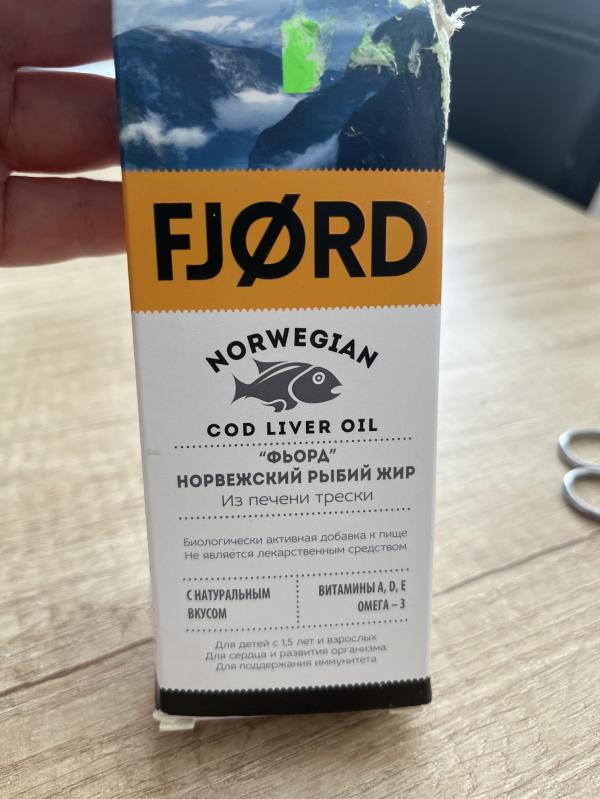 FJØRD
NORWEGIAN
COD LIVER OIL
"ФЬОРД"
НОРВЕЖСКИЙ РЫБИЙ ЖИР
Из печени трески
Биологически активная добавка к пище
Не является лекарственным средством
С НАТУРАЛЬНЫМ
ВКУСОМ
ВИТАМИНЫ A, D, E
ОМЕГА – 3
Для детей с 1,5 лет и взрослых
Для сердца и развития организма
Для поддержания иммунитета